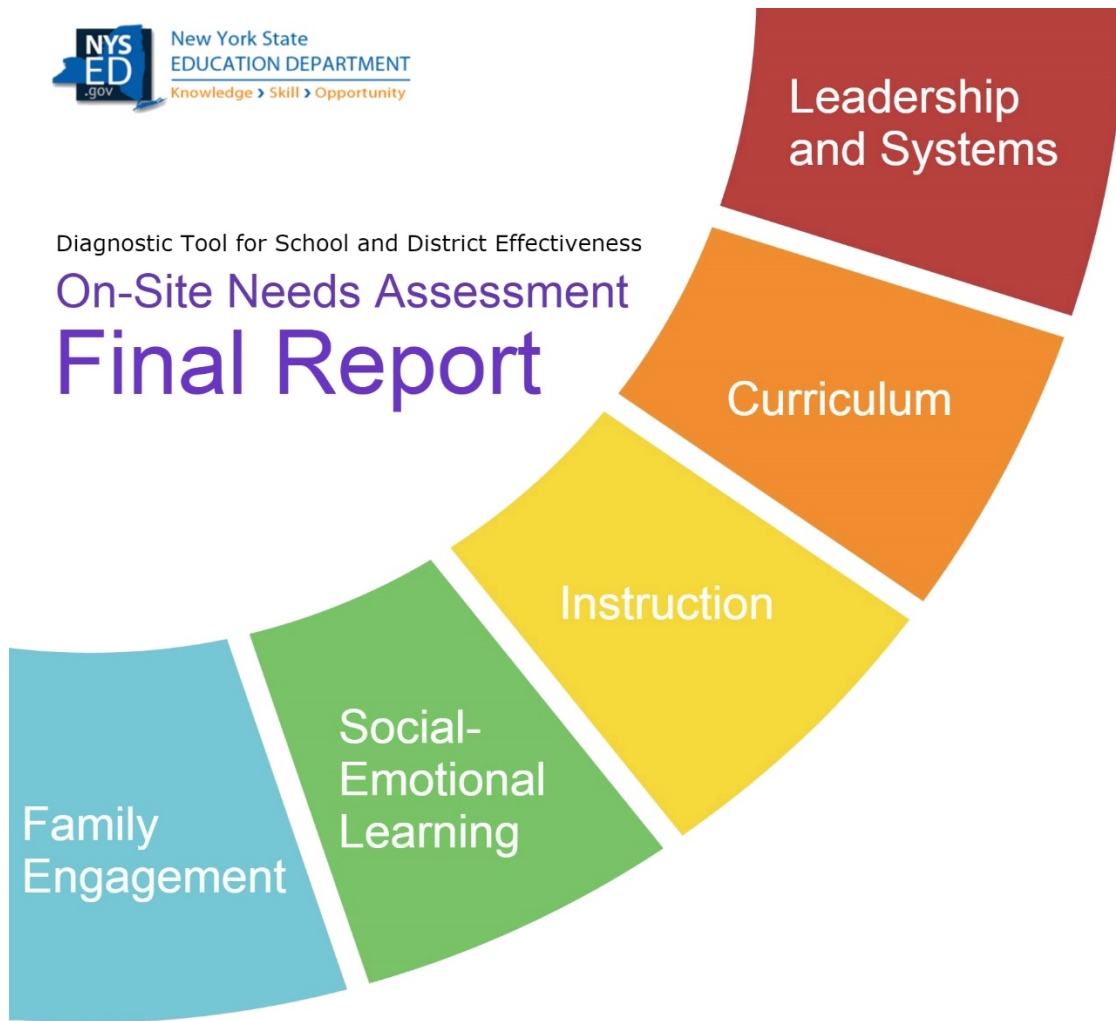 NYS
ED
.gov
New York State
EDUCATION DEPARTMENT
Knowledge > Skill > Opportunity
Diagnostic Tool for School and District Effectiveness
On-Site Needs Assessment
Final Report
Leadership
and Systems
Curriculum
Instruction
Social-
Emotional
Learning
Family
Engagement